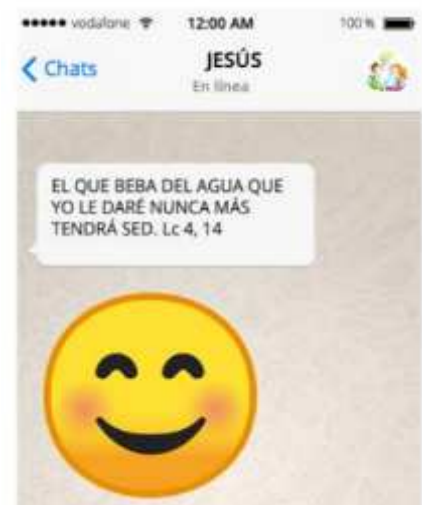 vodafone 12:00 AM 100 %
Chats JESÚS
En línea
EL QUE BEBA DEL AGUA QUE
YO LE DARÉ NUNCA MÁS
TENDRÁ SED. Lc 4, 14